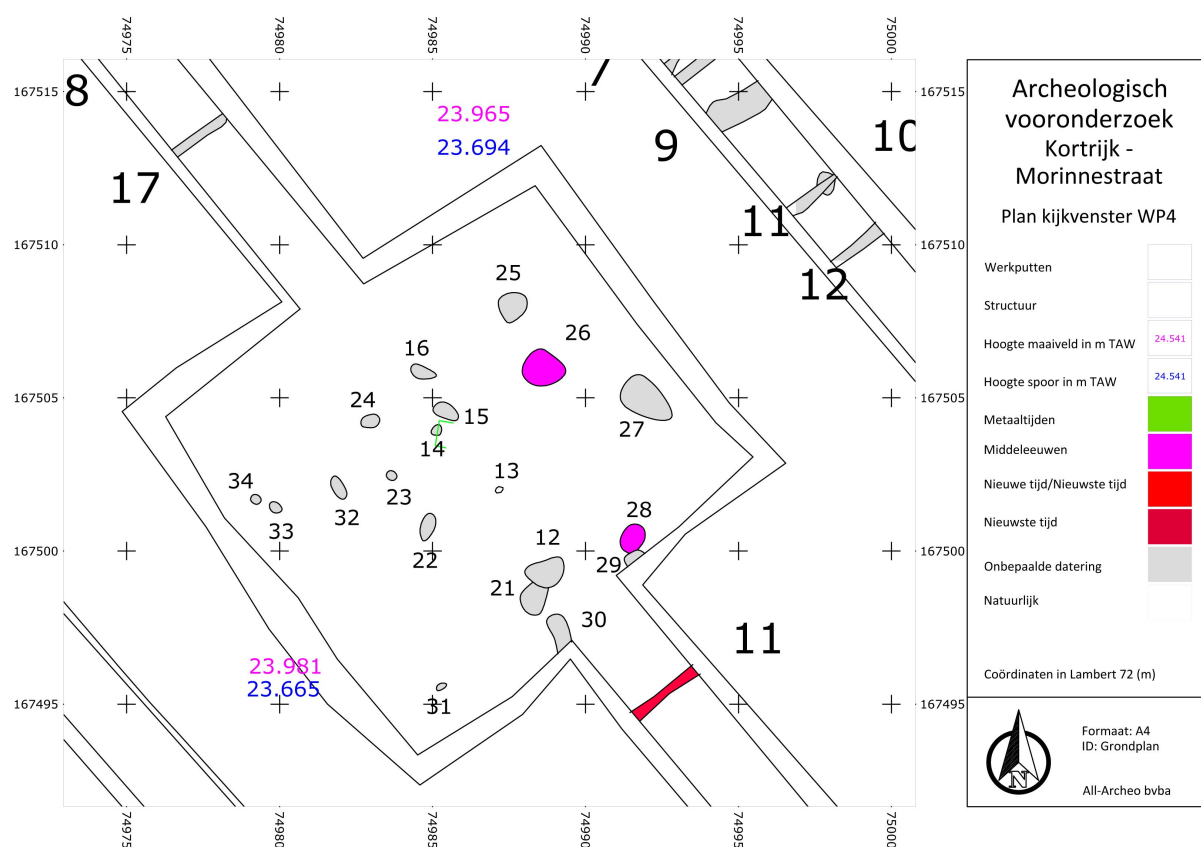 74975
74980
74985
74990
74995
75000
167515
167510
167505
167500
167495
8
17
23.965
23.694
7
9
10
11
12
25
26
16
24
15
14
27
13
34
33
32
23
22
28
12
29
21
30
11
23.981
23.665
31
167515
167510
167505
167500
167495
74975
74980
74985
74990
74995
75000
Archeologisch
vooronderzoek
Kortrijk -
Morinnestraat
Plan kijkvenster WP4
Werkputten
Structuur
Hoogte maaiveld in m TAW 24.541
Hoogte spoor in m TAW 24.541
Metaaltijden
Middeleeuwen
Nieuwe tijd/Nieuwste tijd
Nieuwste tijd
Onbepaalde datering
Natuurlijk
Coördinaten in Lambert 72 (m)
N
Formaat: A4
ID: Grondplan
All-Archeo bvba